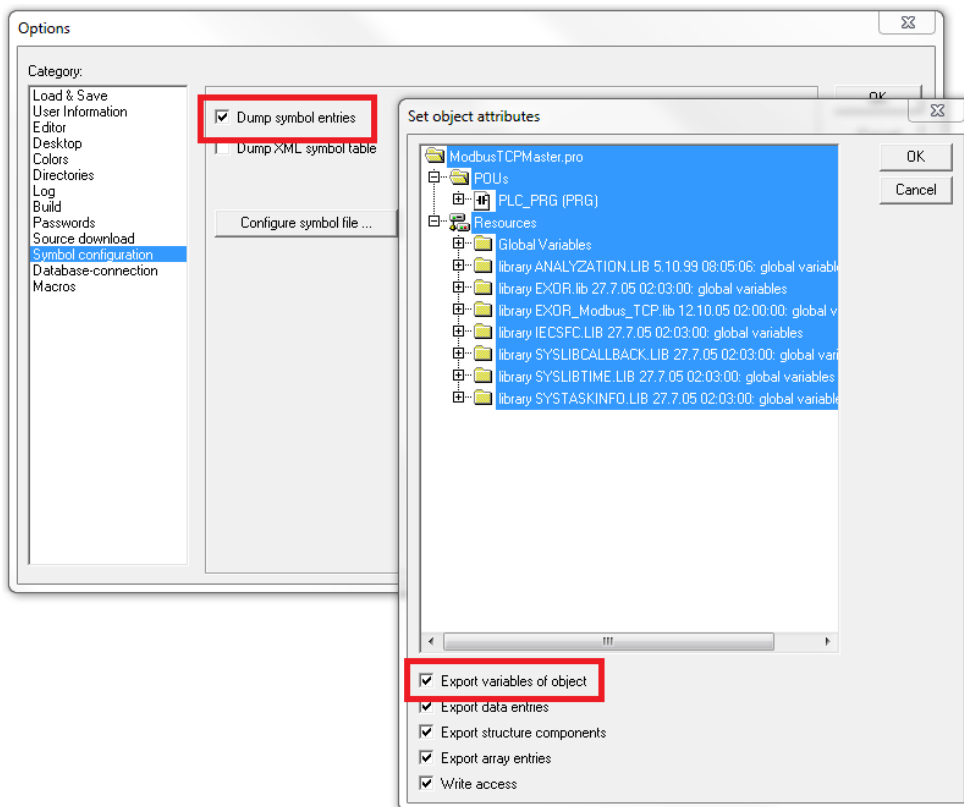 Options
Category:
Load & Save
User Information
Editor
Desktop
Colors
Directories
Log
Build
Passwords
Source download
Symbol configuration
Database-connection
Macros
Dump symbol entries
Dump XML symbol table
Configure symbol file ...
OK
Set object attributes
ModbusTCPMaster.pro
POUs
PLC_PRG (PRG)
Resources
Global Variables
library ANALYZATION.LIB 5.10.99 08:05:06: global variabl
library EXOR.lib 27.7.05 02:03:00: global variables
library EXOR_Modbus_TCP.lib 12.10.05 02:00:00: global v
library IECSFC.LIB 27.7.05 02:03:00: global variables
library SYSLIBCALLBACK.LIB 27.7.05 02:03:00: global vari
library SYSLIBTIME.LIB 27.7.05 02:03:00: global variables
library SYSTASKINFO.LIB 27.7.05 02:03:00: global variable
OK
Cancel
Export variables of object
Export data entries
Export structure components
Export array entries
Write access